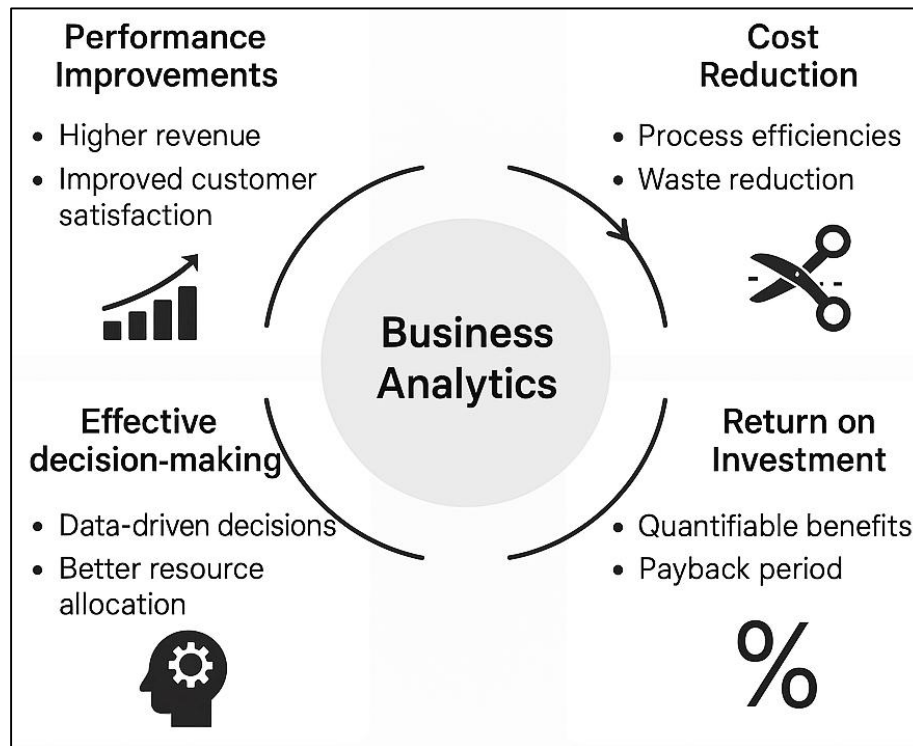 Performance
Improvements
• Higher revenue
• Improved customer
satisfaction
Cost
Reduction
• Process efficiencies
• Waste reduction
Business
Analytics
Effective
decision-making
• Data-driven decisions
• Better resource
allocation
Return on
Investment
• Quantifiable benefits
• Payback period
%